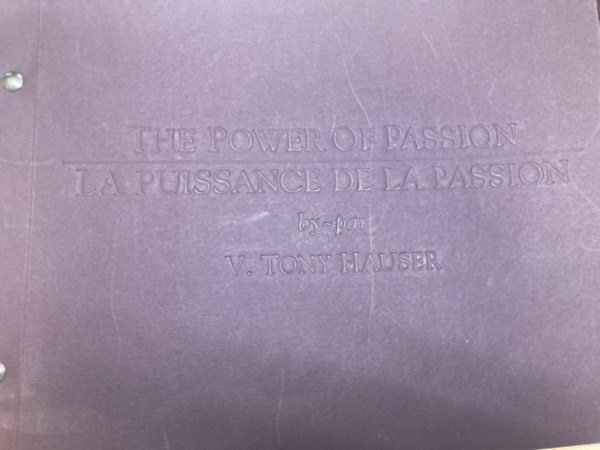 THE POWER OF PASSION
LA PUISSANCE DE LA PASSION
by-par
V. TONY HAUSER